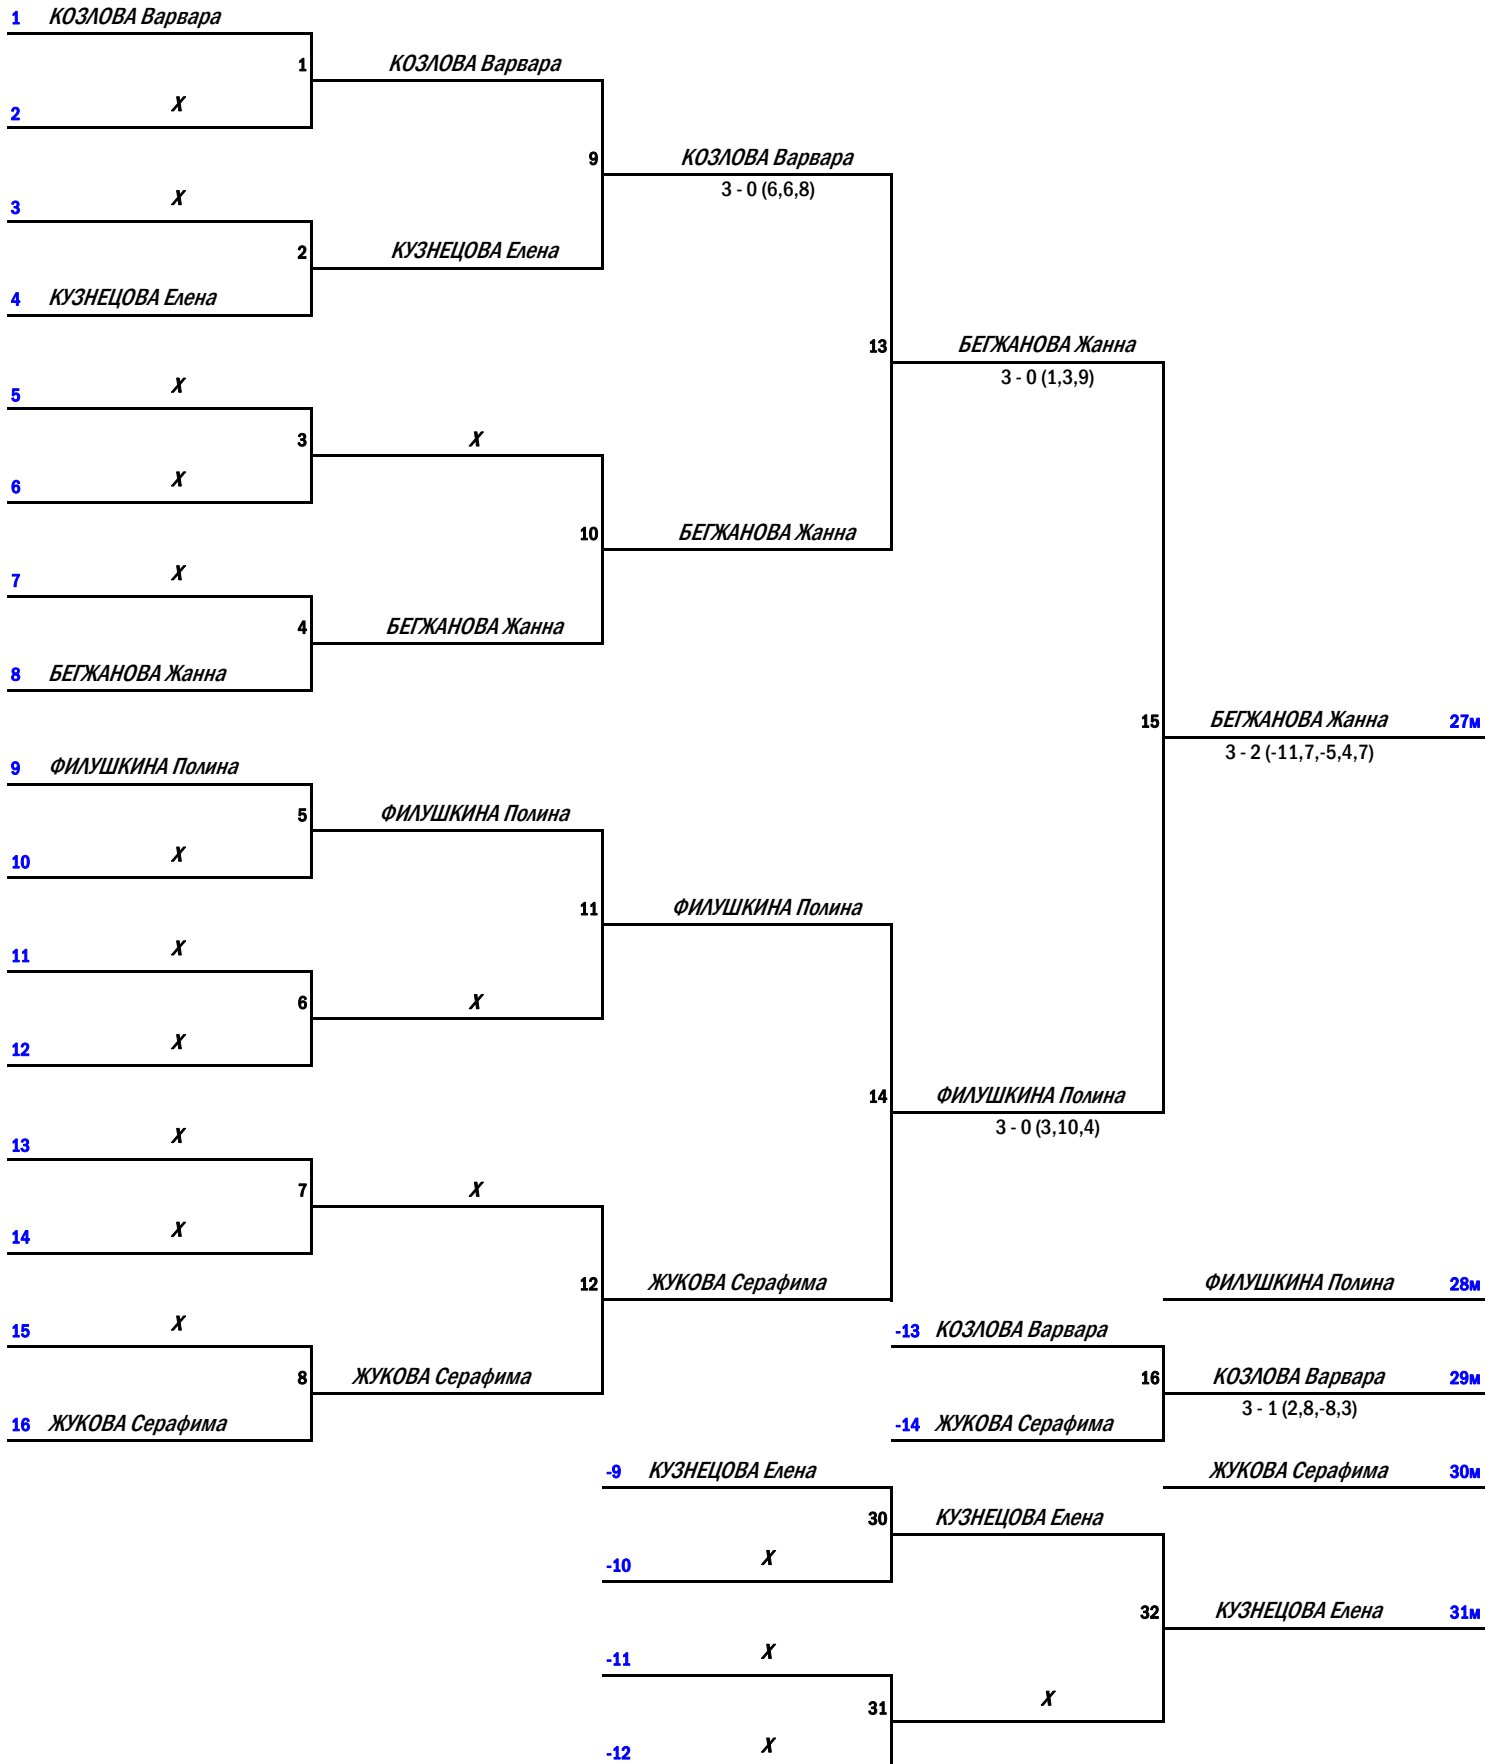 1 КОЗЛОВА Варвара
1 КОЗЛОВА Варвара
2 X
9 КОЗЛОВА Варвара
3 - 0 (6,6,8)
3 X
2 КУЗНЕЦОВА Елена
4 КУЗНЕЦОВА Елена
13 БЕГЖАНОВА Жанна
3 - 0 (1,3,9)
5 X
3 X
6 X
10 БЕГЖАНОВА Жанна
7 X
4 БЕГЖАНОВА Жанна
8 БЕГЖАНОВА Жанна
15 БЕГЖАНОВА Жанна 27м
3 - 2 (-11,7,-5,4,7)
9 ФИЛУШКИНА Полина
5 ФИЛУШКИНА Полина
10 X
11 ФИЛУШКИНА Полина
11 X
6 X
12 X
14 ФИЛУШКИНА Полина
3 - 0 (3,10,4)
13 X
7 X
14 X
12 ЖУКОВА Серафима
ФИЛУШКИНА Полина 28м
15 X
-13 КОЗЛОВА Варвара
8 ЖУКОВА Серафима
16 КОЗЛОВА Варвара 29м
3 - 1 (2,8,-8,3)
16 ЖУКОВА Серафима
-14 ЖУКОВА Серафима
-9 КУЗНЕЦОВА Елена
ЖУКОВА Серафима 30м
30 КУЗНЕЦОВА Елена
-10 X
32 КУЗНЕЦОВА Елена 31м
-11 X
31 X
-12 X